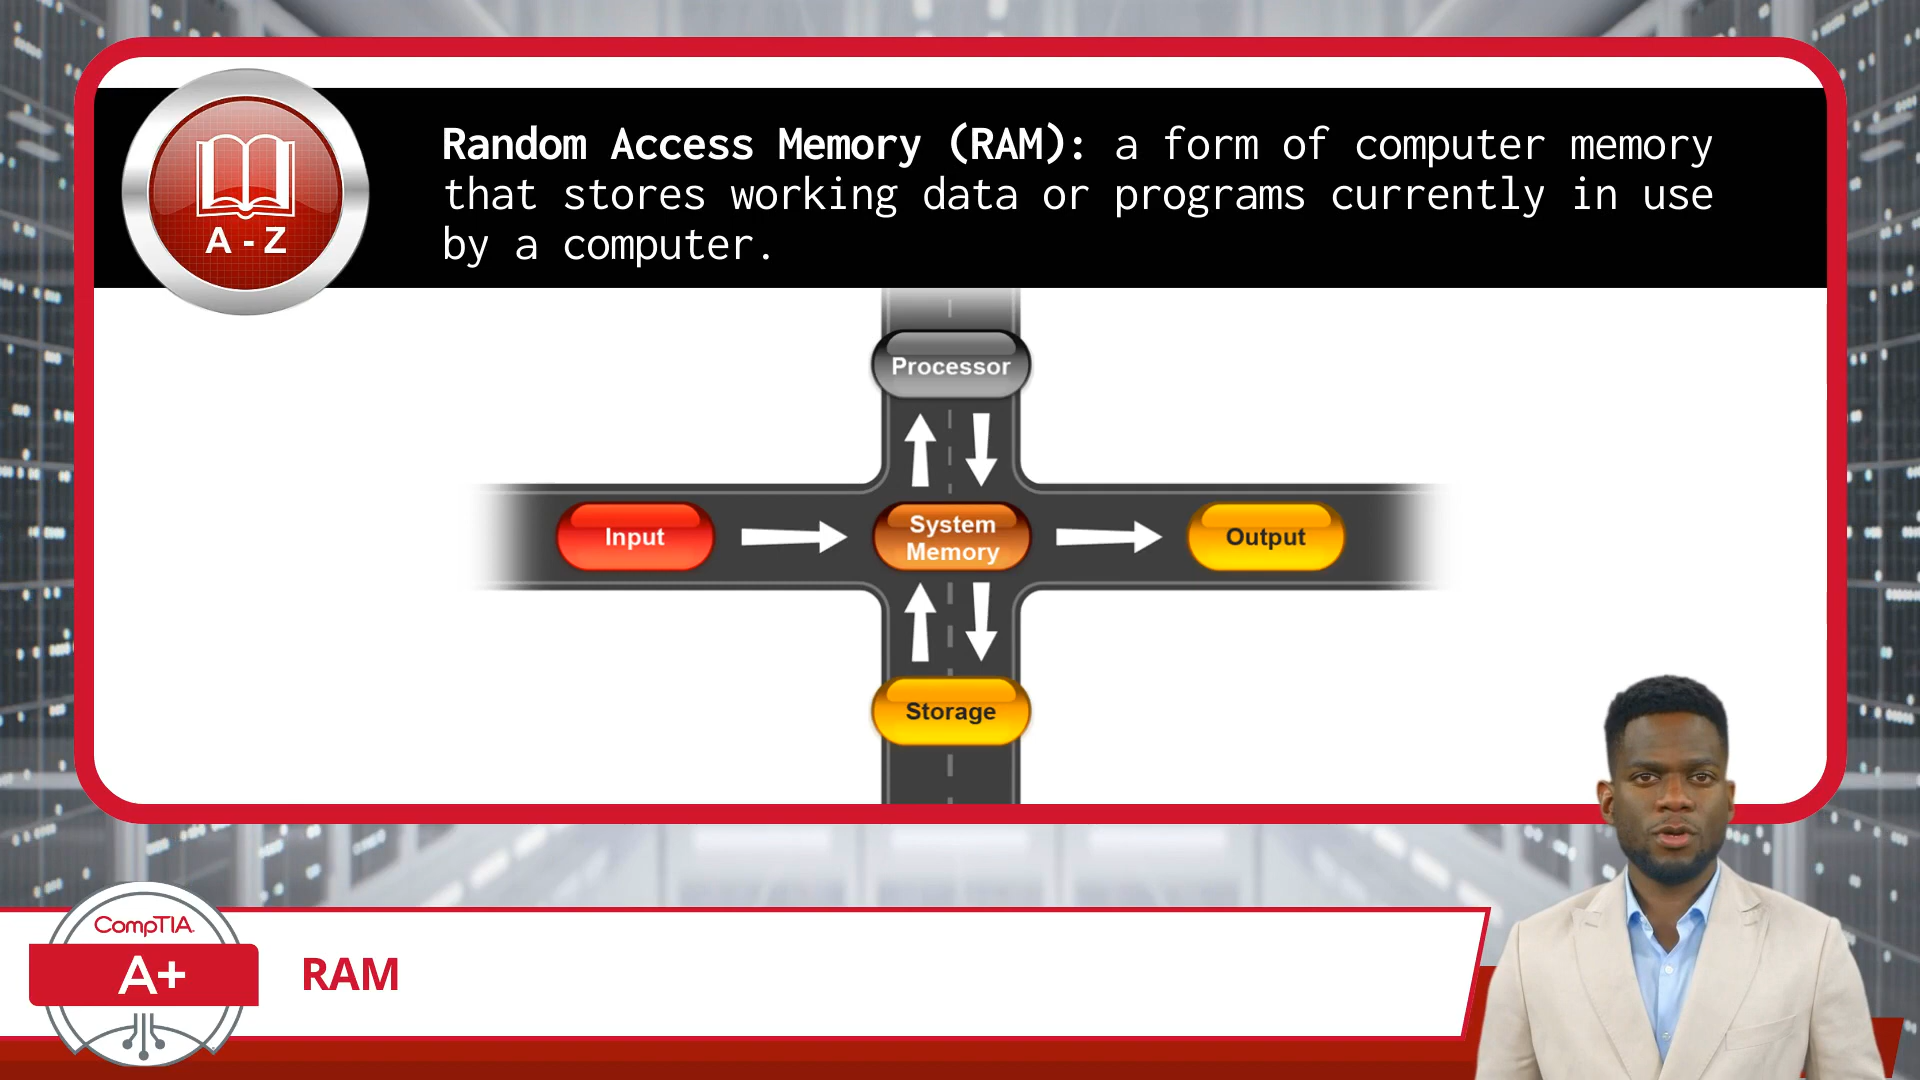 Random Access Memory (RAM): a form of computer memory
that stores working data or programs currently in use
by a computer.
A - Z
Processor
Input
System
Memory
Output
Storage
CompTIA.
A+
RAM